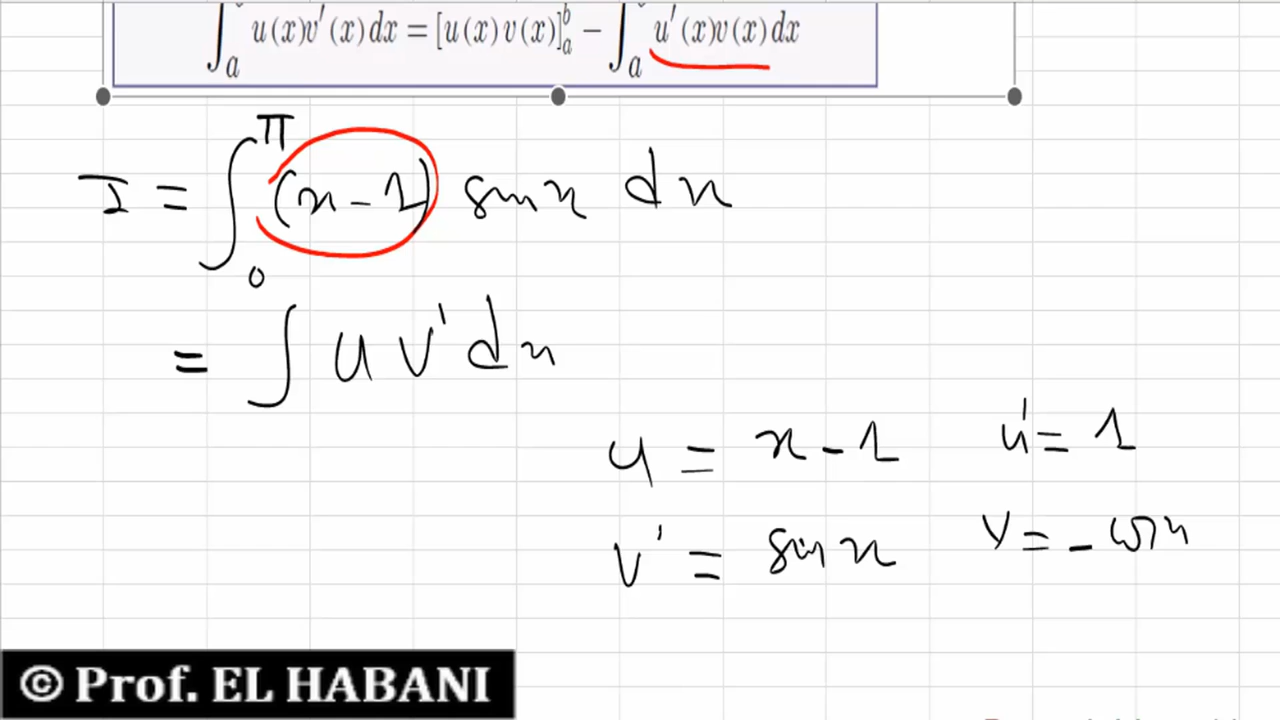 ∫ₐ u(x)v′(x)dx = [u(x)v(x)]ₐᵇ − ∫ₐ u′(x)v(x)dx
I = ∫₀^π (x − 1) sin x dx
= ∫ u v' dx
u = x − 1 u' = 1
v' = sin x v = − cos x
© Prof. EL HABANI